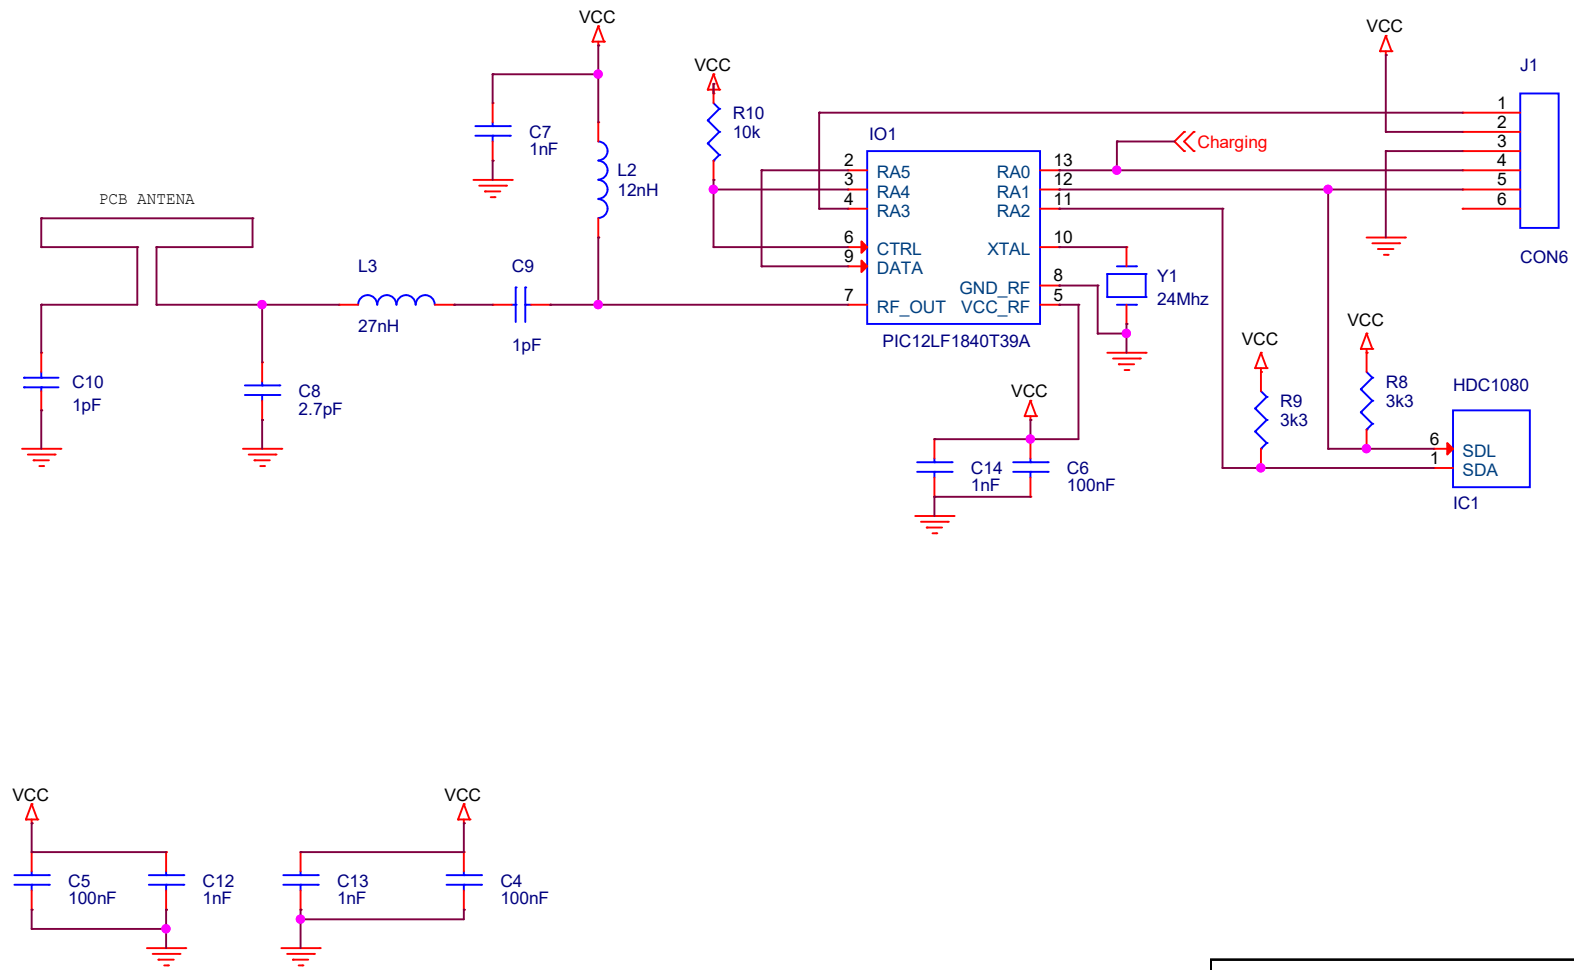 VCC
VCC
VCC
J1
R10
10k
C7
1nF
IO1
L2
12nH
PCB ANTENA
L3
27nH
C9
1pF
2
3
4
6
9
7
RA5
RA4
RA3
CTRL
DATA
RF_OUT
RA0
RA1
RA2
XTAL
GND_RF
VCC_RF
13
12
11
10
8
5
PIC12LF1840T39A
Charging
1
2
3
4
5
6
CON6
Y1
24Mhz
C10
1pF
C8
2.7pF
VCC
C14
1nF
C6
100nF
VCC
R9
3k3
VCC
R8
3k3
HDC1080
6
1
SDL
SDA
IC1
VCC
C5
100nF
C12
1nF
VCC
C13
1nF
C4
100nF